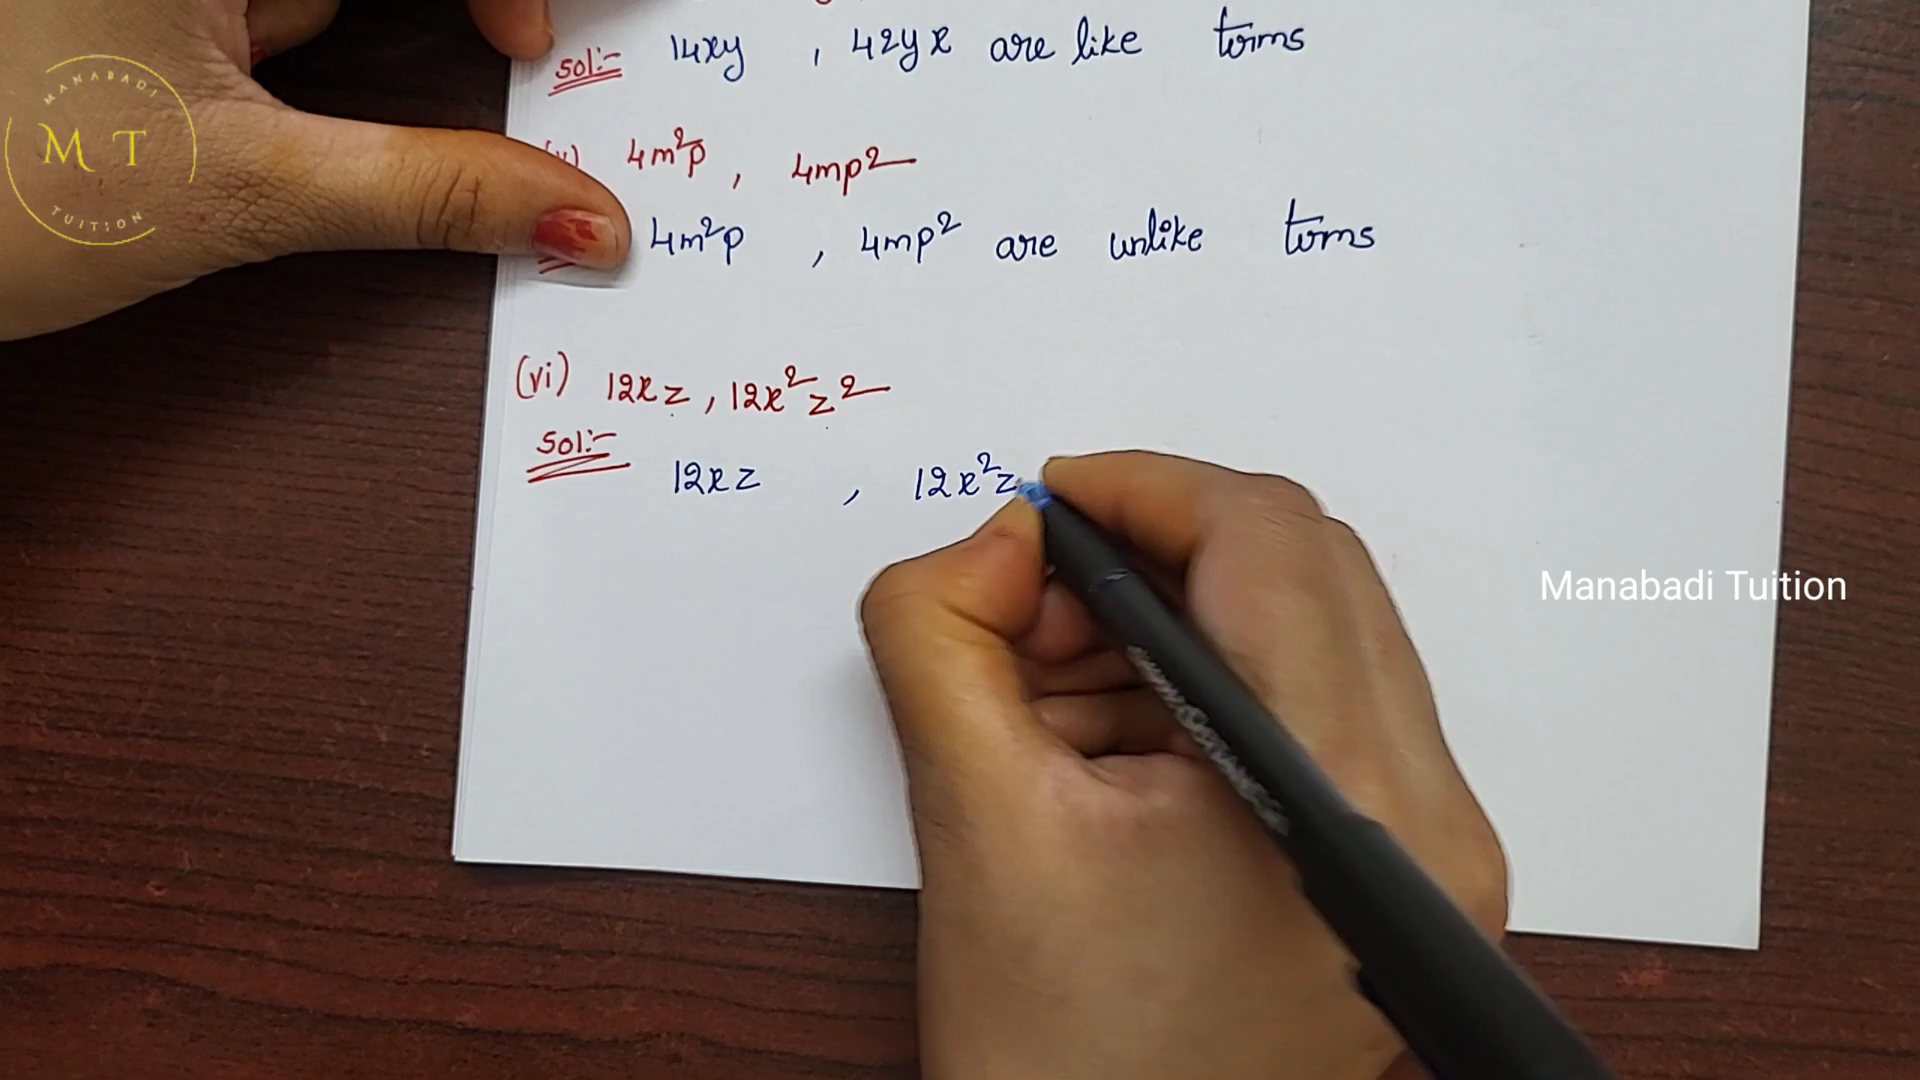 MANABADI
M T
TUITION
Sol:- 14xy , 42yx are like terms
(v) 4m²p , 4mp²
4m²p , 4mp² are unlike terms
(vi) 12xz , 12x²z²
Sol:- 12xz , 12x²z
Manabadi Tuition